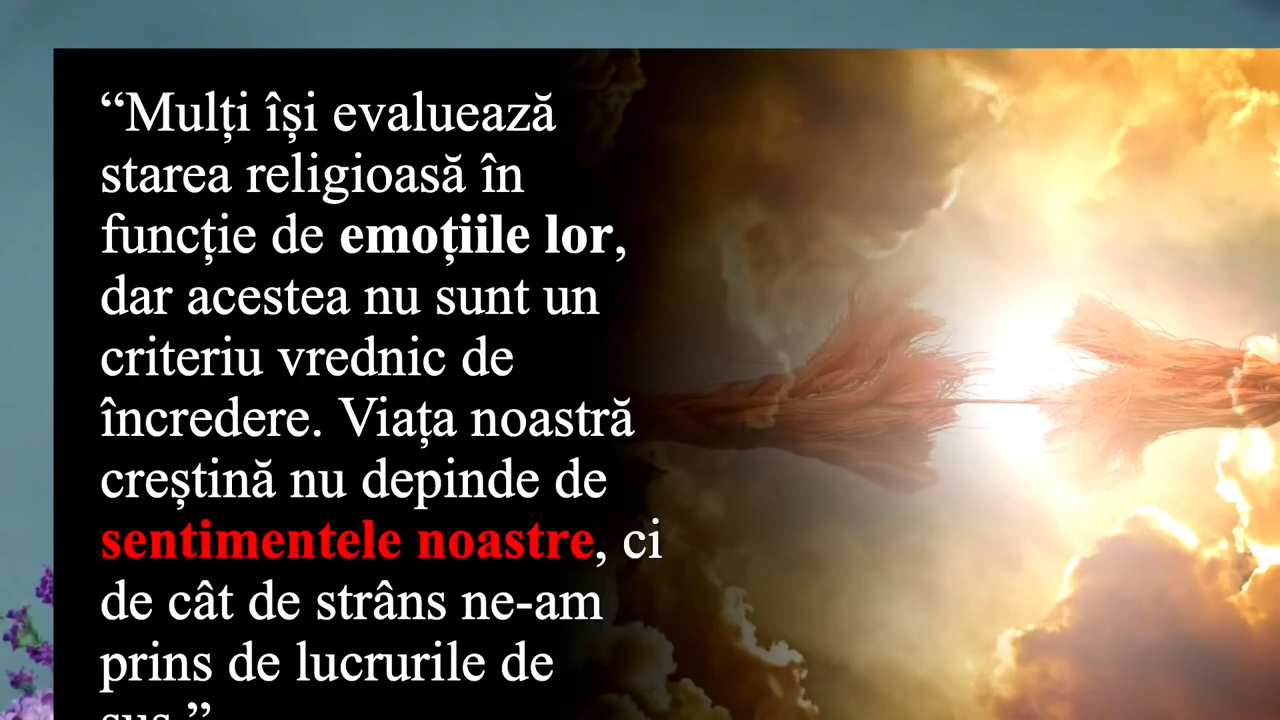 “Mulți își evaluează
starea religioasă în
funcție de emoțiile lor,
dar acestea nu sunt un
criteriu vrednic de
încredere. Viața noastră
creștină nu depinde de
sentimentele noastre, ci
de cât de strâns ne-am
prins de lucrurile de
sus.”